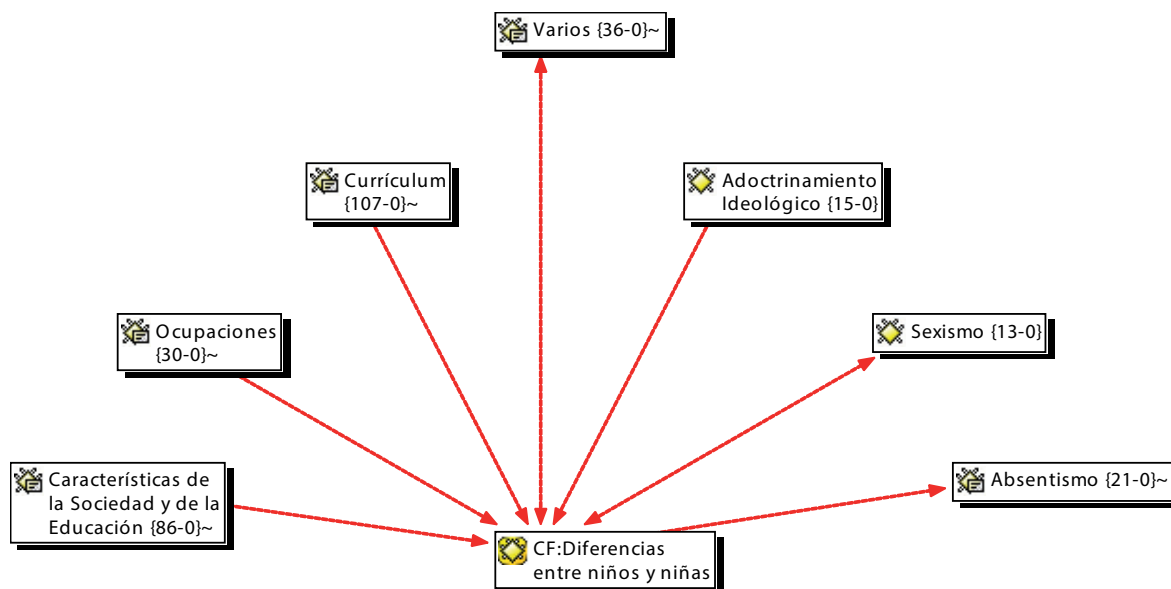 Varios {36-0}~
Currículum
{107-0}~
Adoctrinamiento
Ideológico {15-0}
Ocupaciones
{30-0}~
Sexismo {13-0}
Características de
la Sociedad y de la
Educación {86-0}~
Absentismo {21-0}~
CF:Diferencias
entre niños y niñas